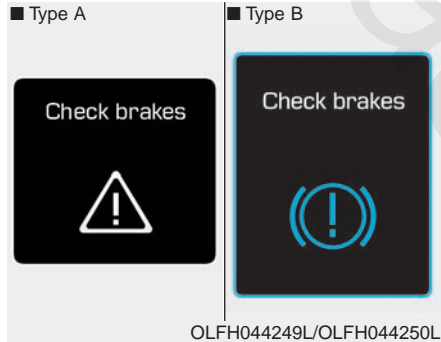 ■ Type A
■ Type B
Check brakes
Check brakes
OLFH044249L/OLFH044250L